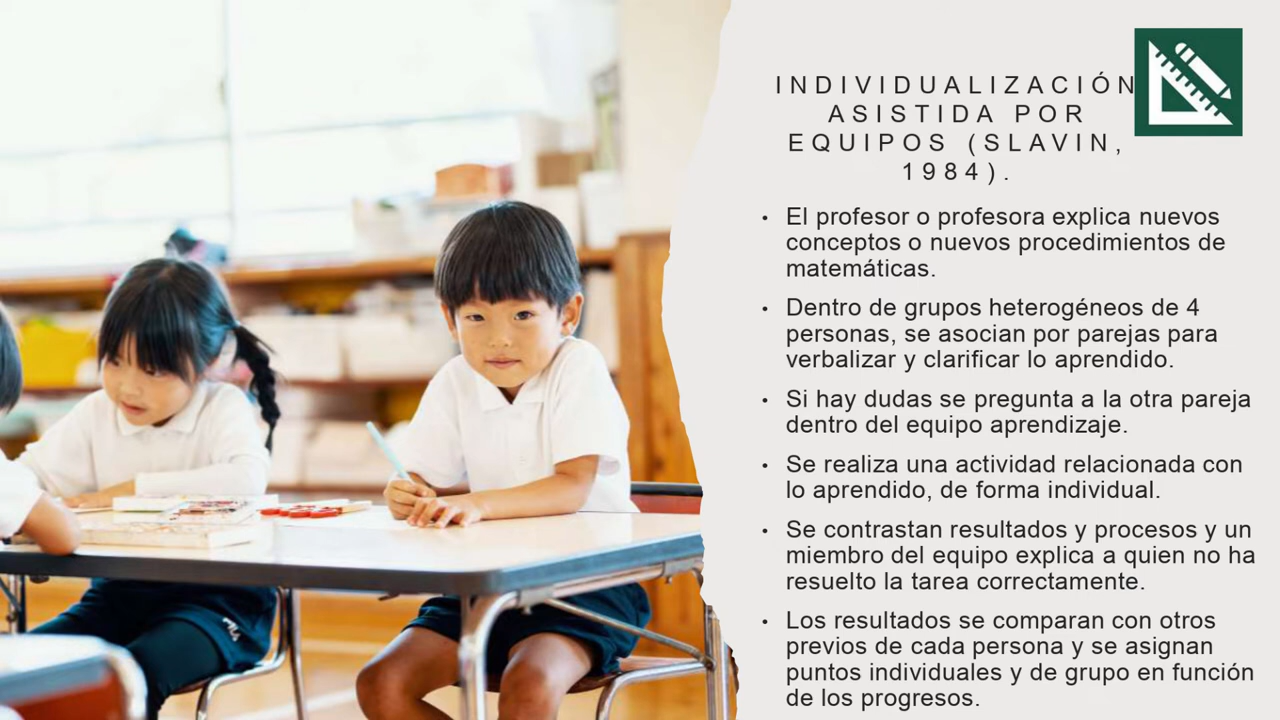 INDIVIDUALIZACIÓN
ASISTIDA POR
EQUIPOS (SLAVIN,
1984).
• El profesor o profesora explica nuevos
conceptos o nuevos procedimientos de
matemáticas.
• Dentro de grupos heterogéneos de 4
personas, se asocian por parejas para
verbalizar y clarificar lo aprendido.
• Si hay dudas se pregunta a la otra pareja
dentro del equipo aprendizaje.
• Se realiza una actividad relacionada con
lo aprendido, de forma individual.
• Se contrastan resultados y procesos y un
miembro del equipo explica a quien no ha
resuelto la tarea correctamente.
• Los resultados se comparan con otros
previos de cada persona y se asignan
puntos individuales y de grupo en función
de los progresos.